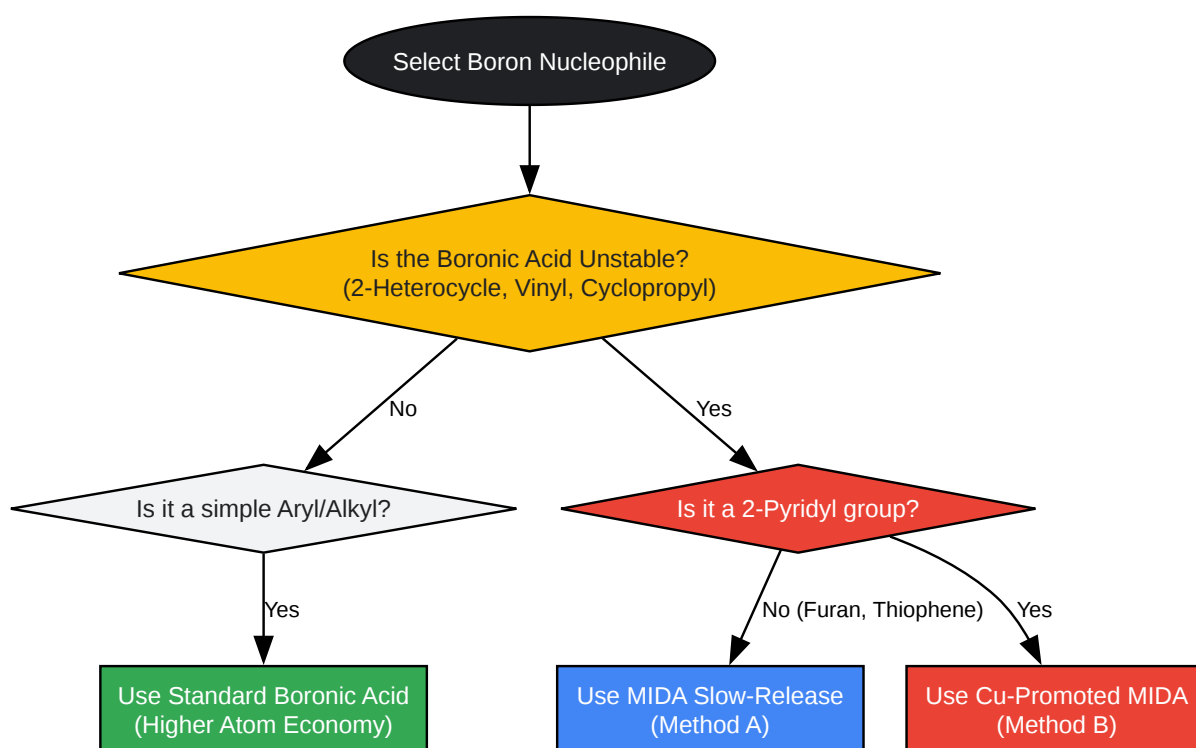 Select Boron Nucleophile
Is the Boronic Acid Unstable?
(2-Heterocycle, Vinyl, Cyclopropyl)
No
Yes
Is it a simple Aryl/Alkyl?
Is it a 2-Pyridyl group?
Yes
No (Furan, Thiophene)
Yes
Use Standard Boronic Acid
(Higher Atom Economy)
Use MIDA Slow-Release
(Method A)
Use Cu-Promoted MIDA
(Method B)